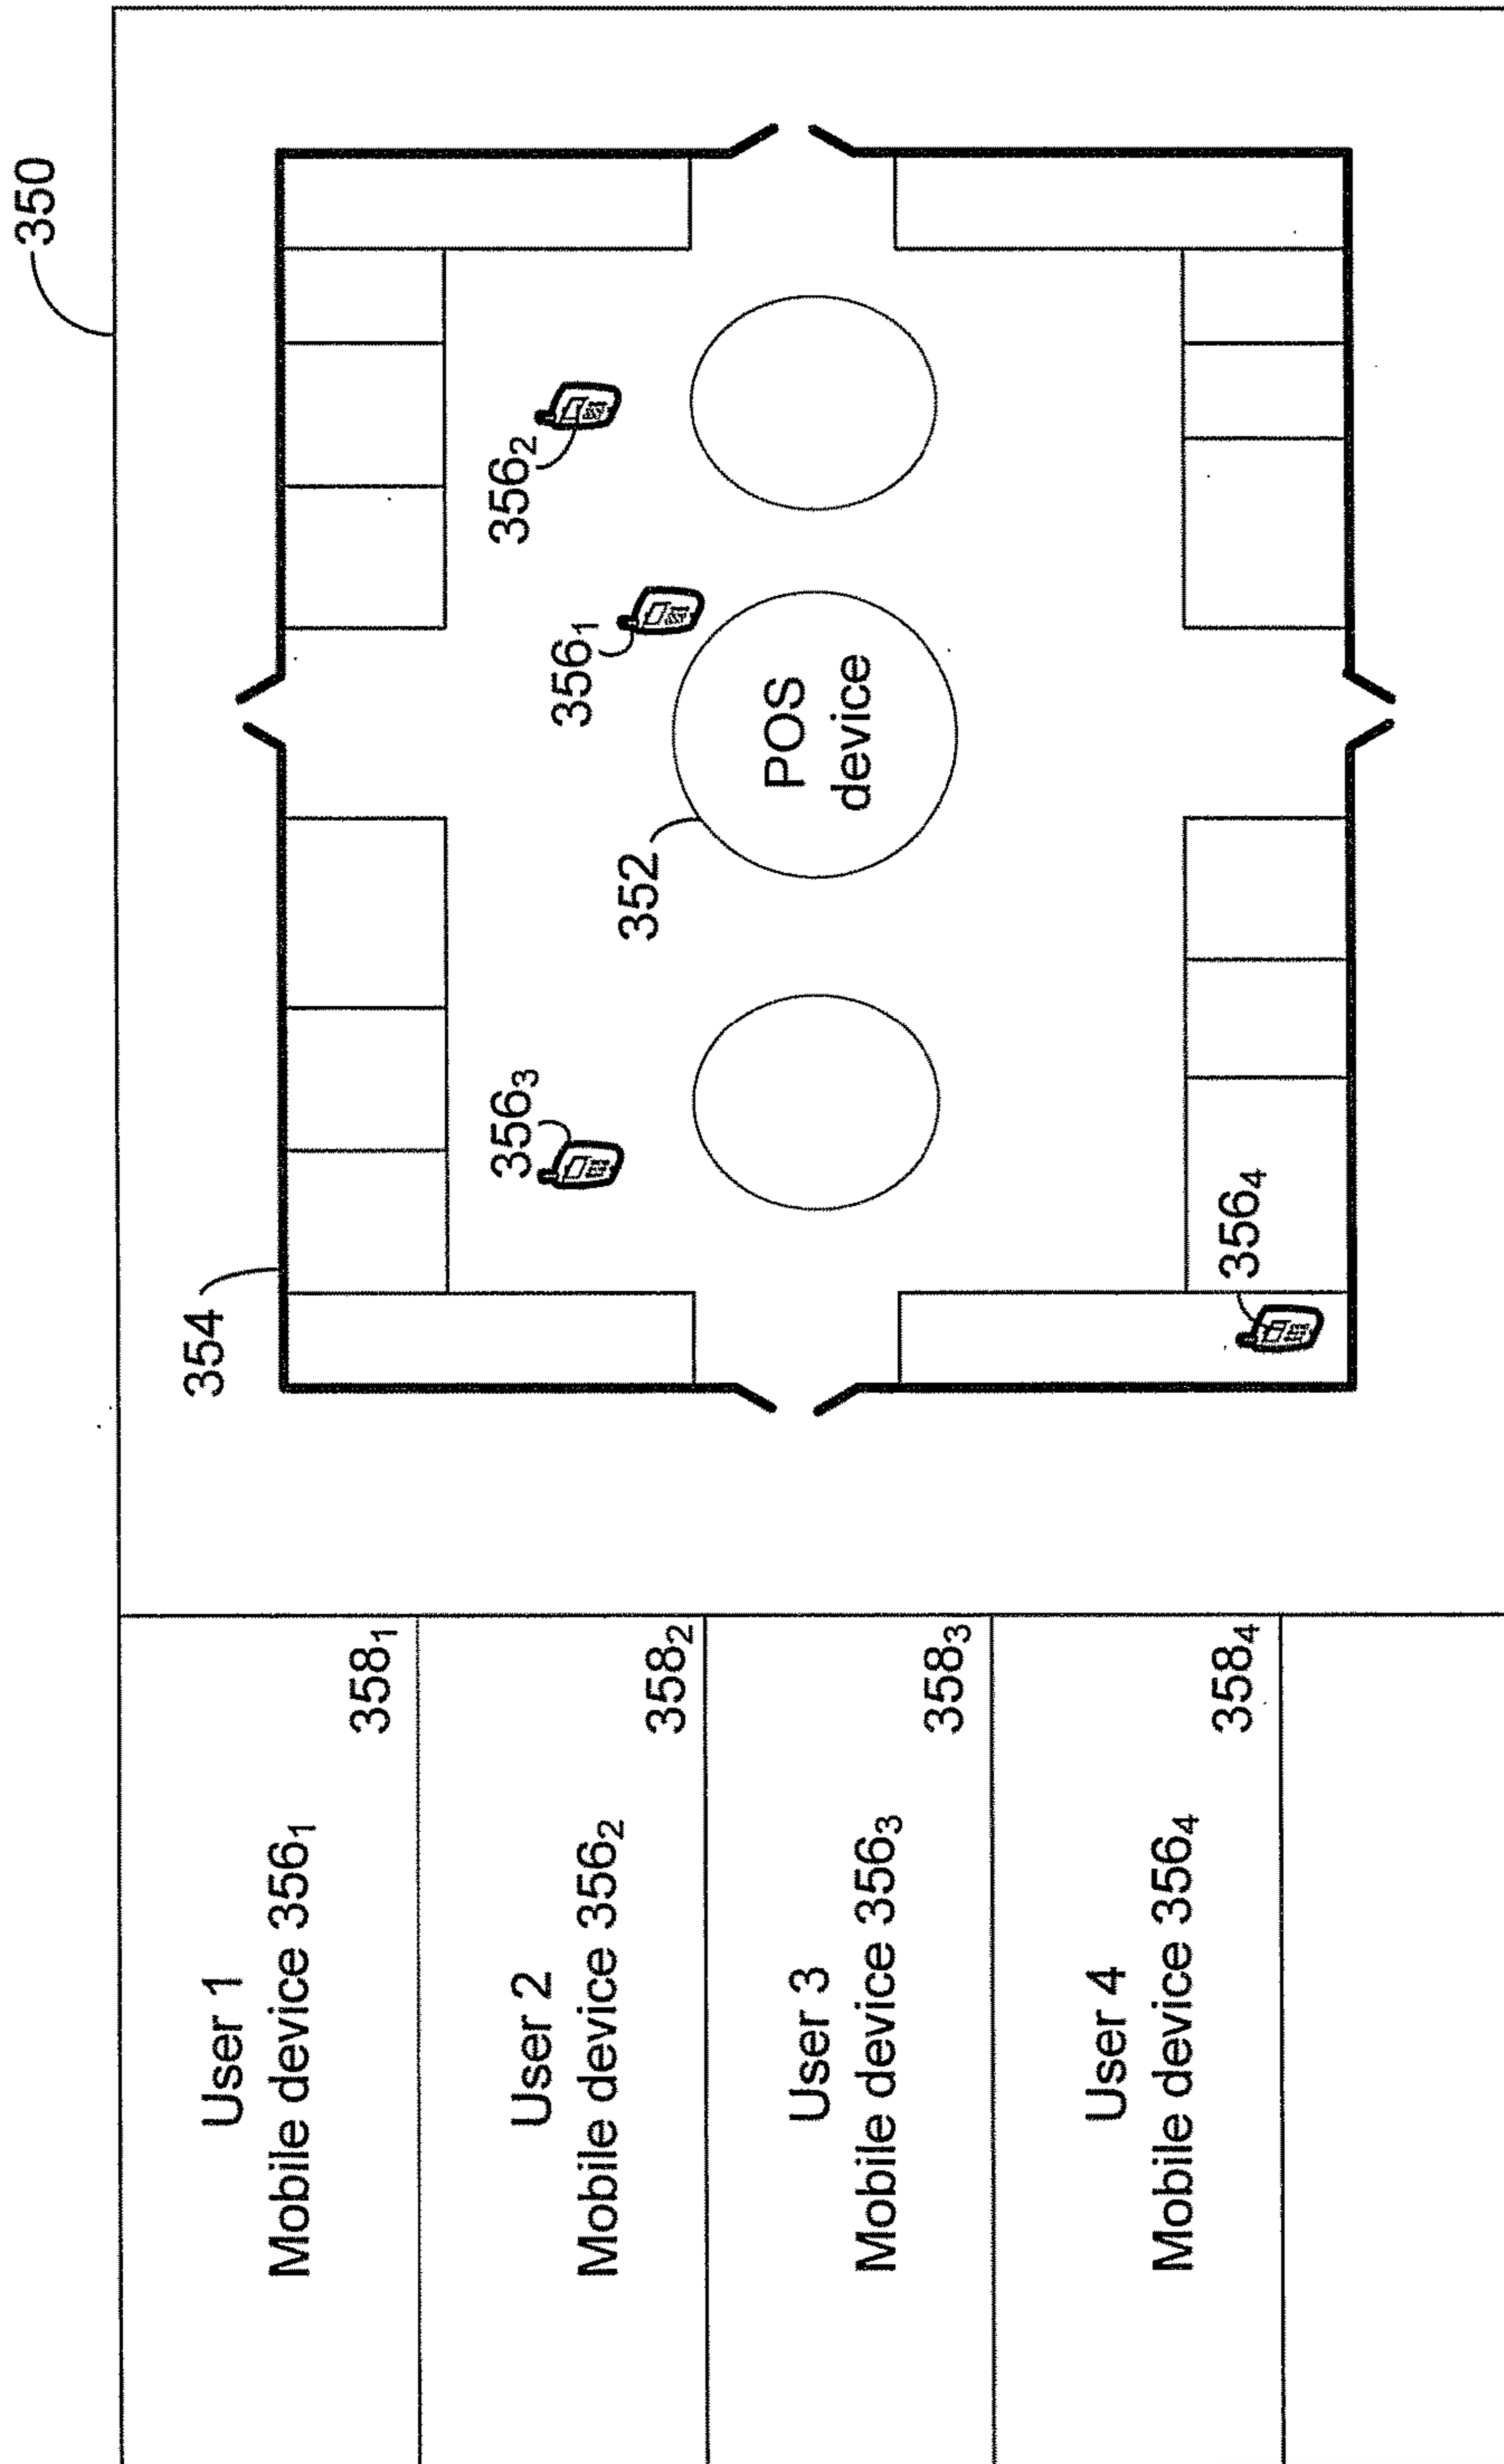 350
User 1
Mobile device 356₁
358₁
User 2
Mobile device 356₂
358₂
User 3
Mobile device 356₃
358₃
User 4
Mobile device 356₄
358₄
354
356₃
356₂
356₁
352
POS
device
356₄